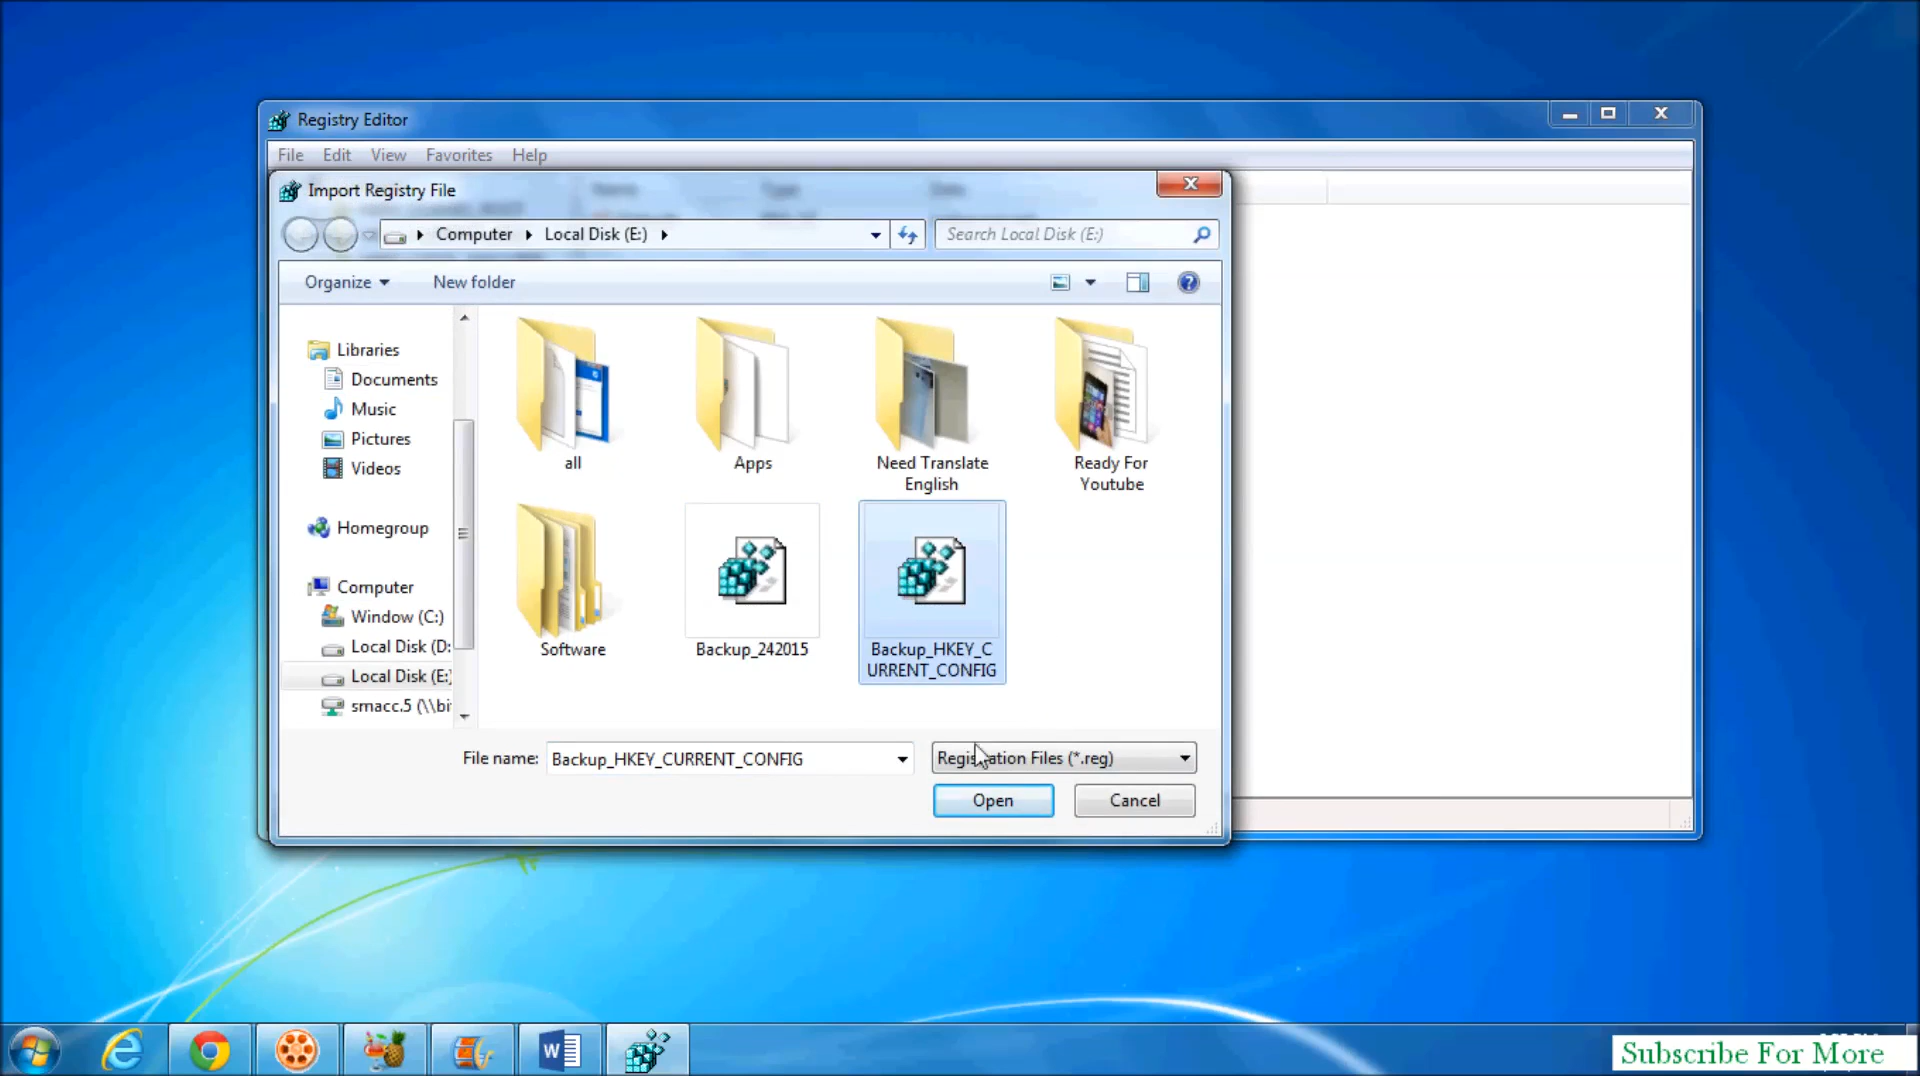 Registry Editor
File Edit View Favorites Help
Import Registry File
Computer Local Disk (E:)
Search Local Disk (E:)
Organize New folder
Libraries
Documents
Music
Pictures
Videos
Homegroup
Computer
Window (C:)
Local Disk (D:
Local Disk (E:
smacc.5 (\\bi
all
Apps
Need Translate
English
Ready For
Youtube
Software
Backup_242015
Backup_HKEY_C
URRENT_CONFIG
File name: Backup_HKEY_CURRENT_CONFIG
Registration Files (*.reg)
Open Cancel
Subscribe For More